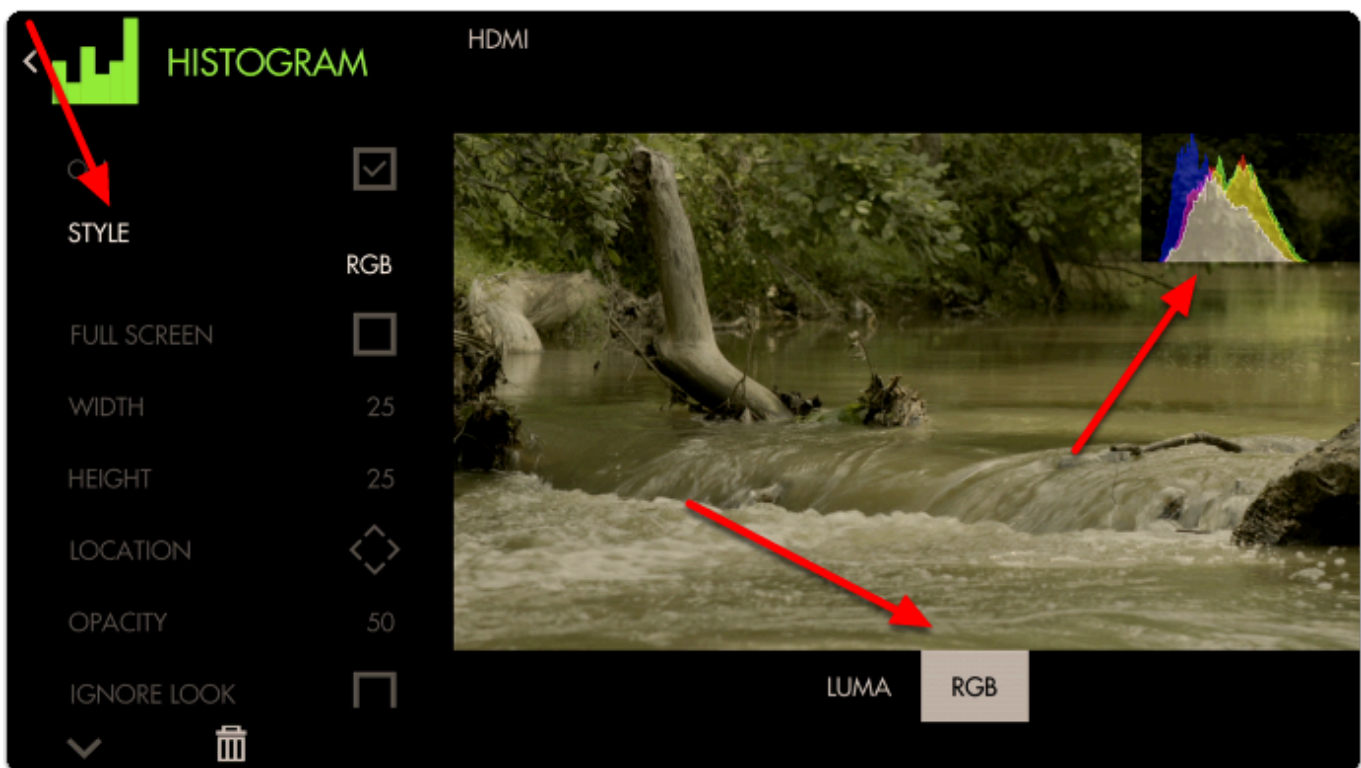 HISTOGRAM
HDMI
STYLE
RGB
FULL SCREEN
WIDTH 25
HEIGHT 25
LOCATION
OPACITY 50
IGNORE LOOK
LUMA RGB